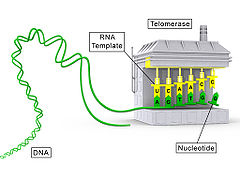 Telomerase
RNA
Template
U C A A U C
A G T T A G
Nucleotide
DNA